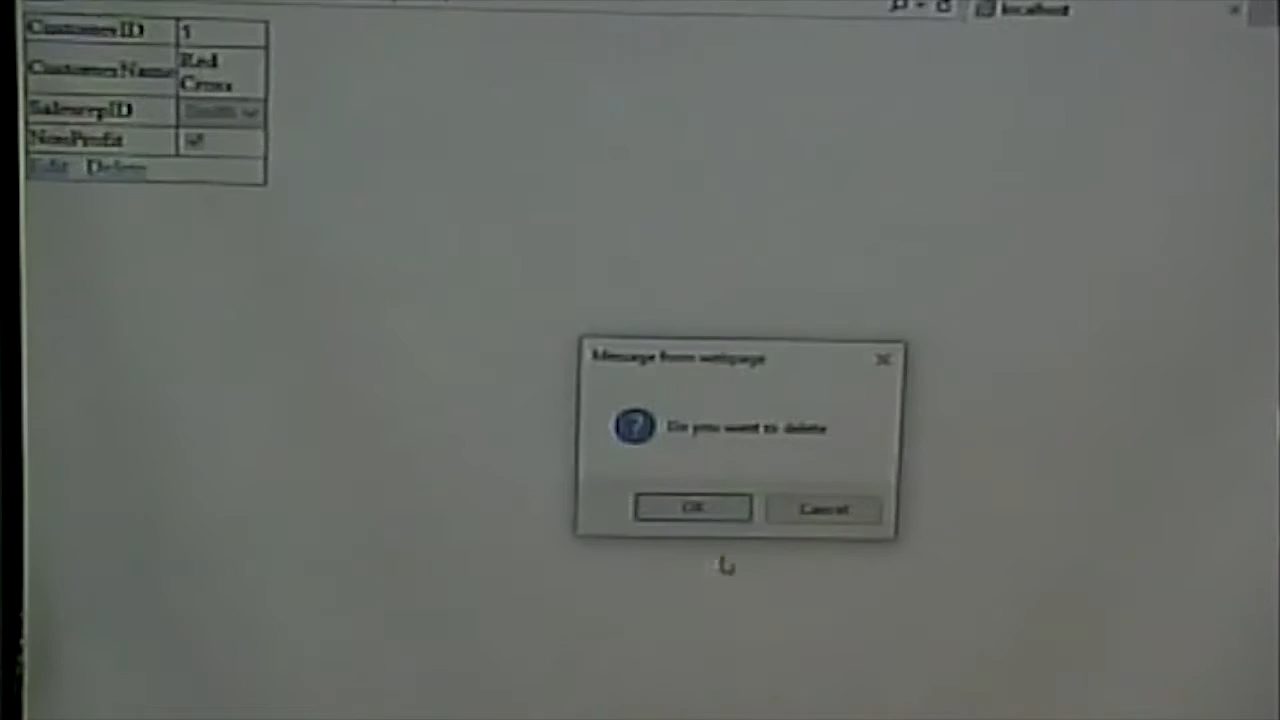 localhost
CustomerID 1
CustomerName Red Cross
SalesrepID Smith
NonProfit
Edit Delete
Message from webpage
Do you want to delete
OK Cancel